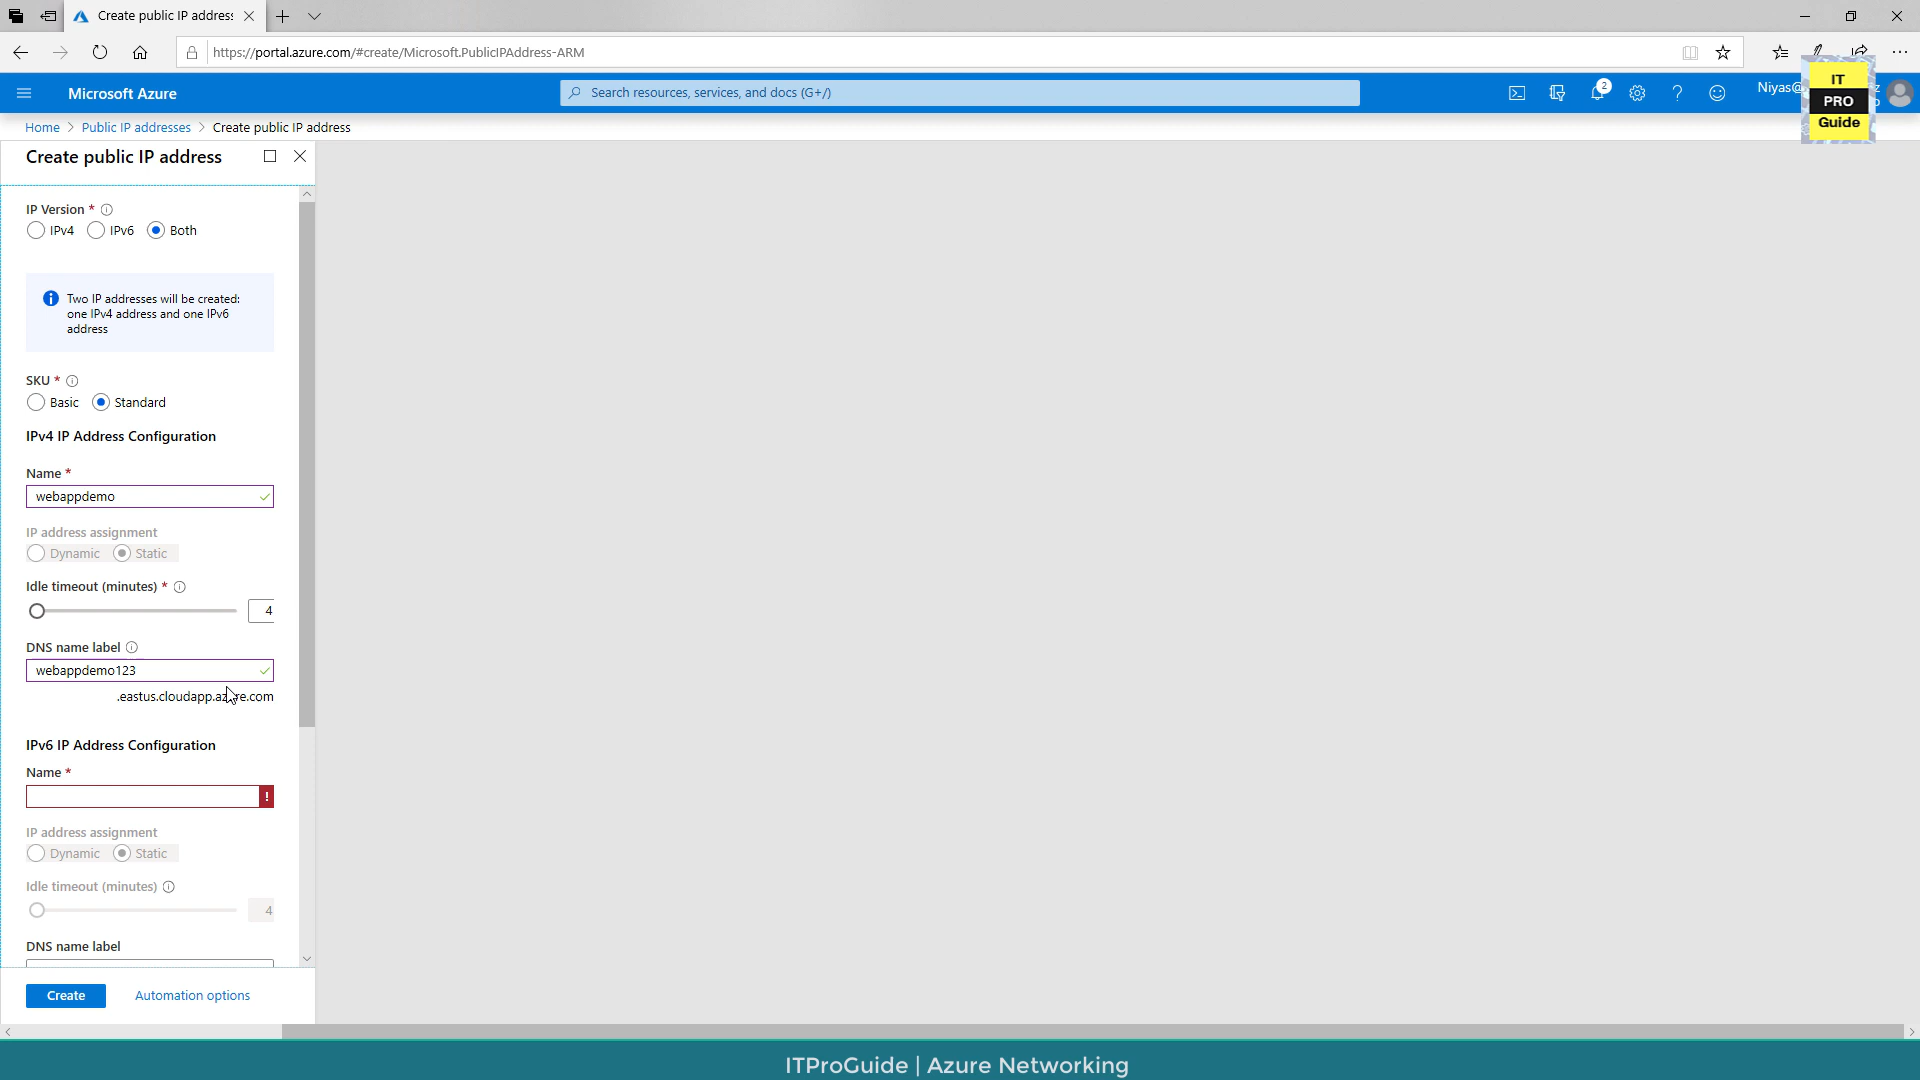 Create public IP address
https://portal.azure.com/#create/Microsoft.PublicIPAddress-ARM
Microsoft Azure
Search resources, services, and docs (G+/)
2
Niyas@
IT
PRO
Guide
Home > Public IP addresses > Create public IP address
Create public IP address
IP Version *
IPv4 IPv6 Both
Two IP addresses will be created:
one IPv4 address and one IPv6
address
SKU *
Basic Standard
IPv4 IP Address Configuration
Name *
webappdemo
IP address assignment
Dynamic Static
Idle timeout (minutes) *
4
DNS name label
webappdemo123
.eastus.cloudapp.azure.com
IPv6 IP Address Configuration
Name *
!
IP address assignment
Dynamic Static
Idle timeout (minutes)
4
DNS name label
Create Automation options
ITProGuide | Azure Networking